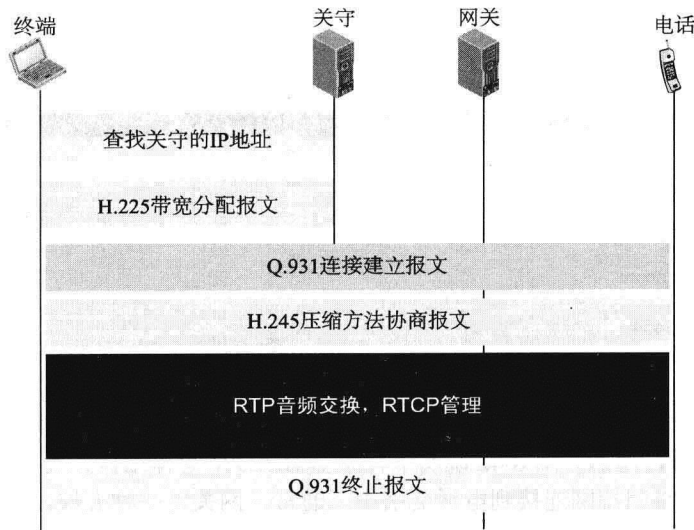 终端
关守
网关
电话
查找关守的IP地址
H.225带宽分配报文
Q.931连接建立报文
H.245压缩方法协商报文
RTP音频交换，RTCP管理
Q.931终止报文